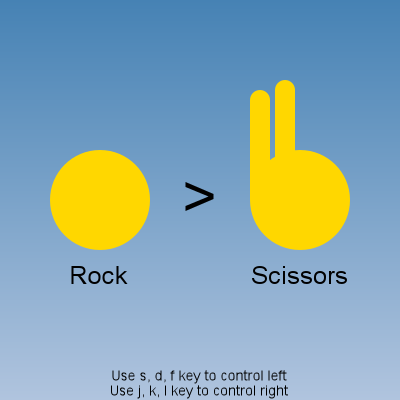 >
Rock Scissors
Use s, d, f key to control left
Use j, k, l key to control right